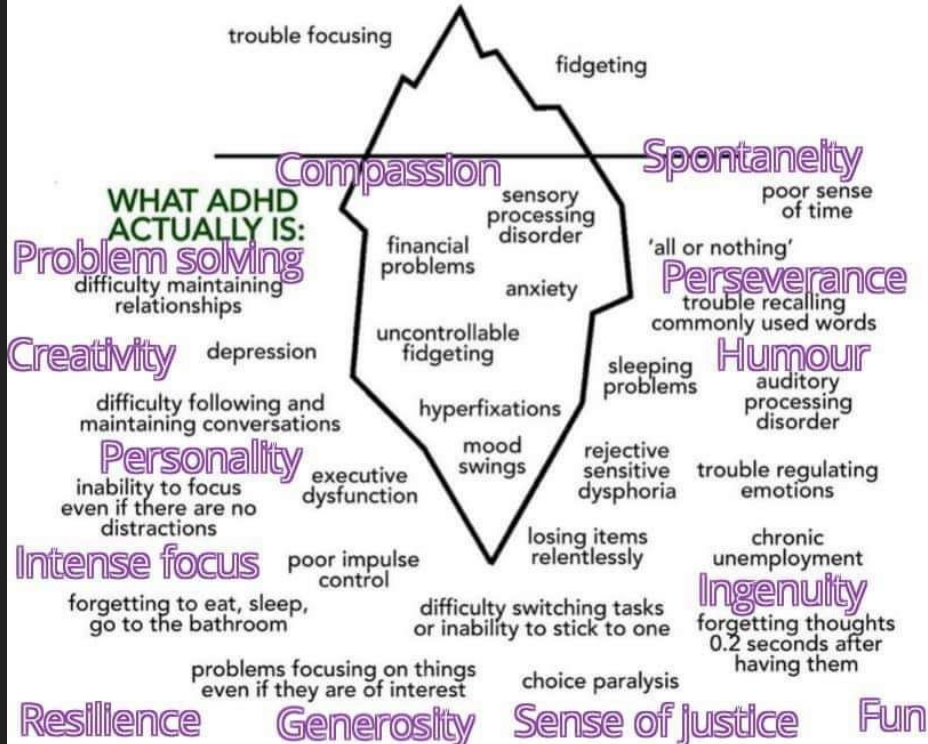 trouble focusing
fidgeting
Compassion
Spontaneity
WHAT ADHD
ACTUALLY IS:
sensory
processing
disorder
poor sense
of time
financial
problems
'all or nothing'
Problem solving
difficulty maintaining
relationships
anxiety
Perseverance
trouble recalling
commonly used words
uncontrollable
fidgeting
Creativity
depression
sleeping
problems
Humour
auditory
processing
disorder
difficulty following and
maintaining conversations
hyperfixations
mood
swings
Personality
executive
dysfunction
rejective
sensitive
dysphoria
trouble regulating
emotions
inability to focus
even if there are no
distractions
losing items
relentlessly
chronic
unemployment
Intense focus
poor impulse
control
Ingenuity
forgetting to eat, sleep,
go to the bathroom
difficulty switching tasks
or inability to stick to one
forgetting thoughts
0.2 seconds after
having them
problems focusing on things
even if they are of interest
choice paralysis
Resilience
Generosity
Sense of justice
Fun